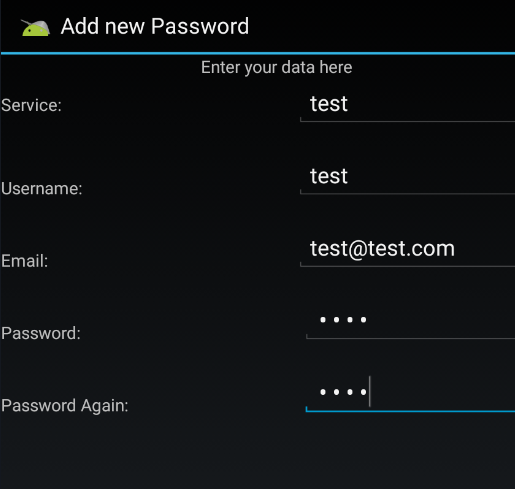 Add new Password
Enter your data here
Service: test
Username: test
Email: test@test.com
Password: ••••
Password Again: ••••